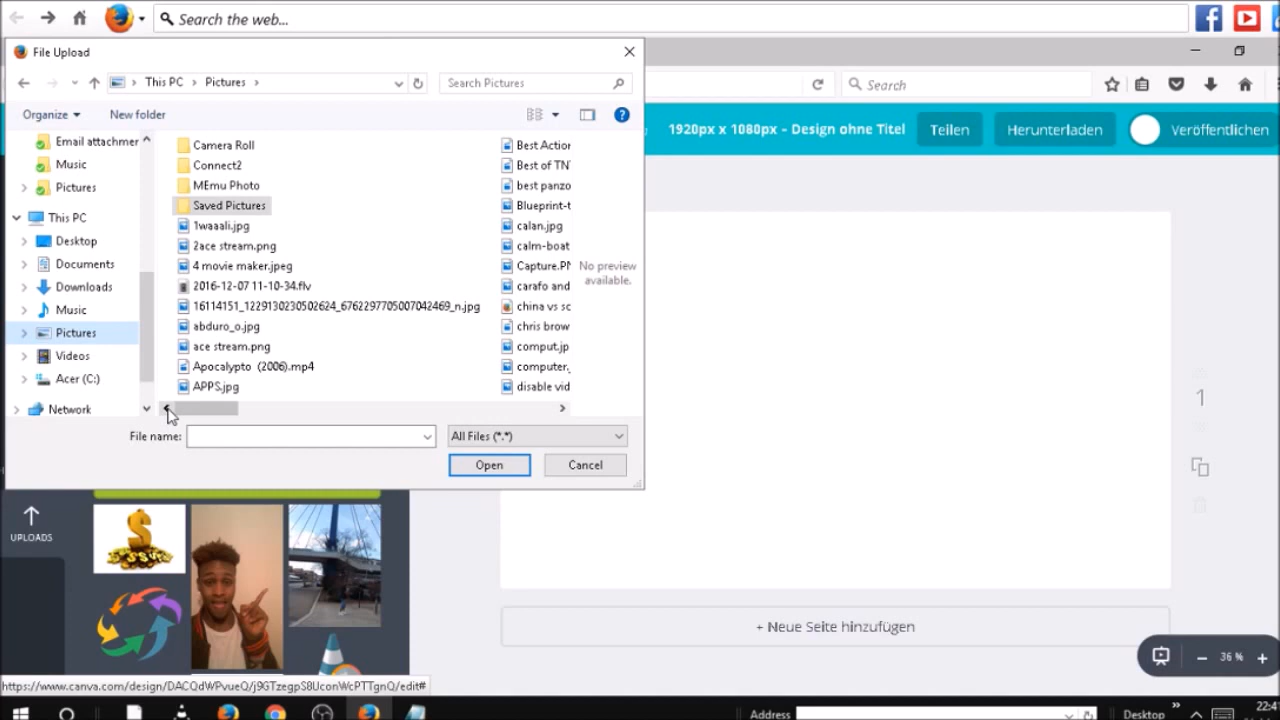 Search the web...
File Upload
This PC
Pictures
Search Pictures
Search
Organize
New folder
1920px x 1080px - Design ohne Titel
Teilen
Herunterladen
Veröffentlichen
Email attachmer
Music
Pictures
This PC
Desktop
Documents
Downloads
Music
Pictures
Videos
Acer (C:)
Network
Camera Roll
Connect2
MEmu Photo
Saved Pictures
1waaali.jpg
2ace stream.png
4 movie maker.jpeg
2016-12-07 11-10-34.flv
16114151_1229130230502624_6762297705007042469_n.jpg
abduro_o.jpg
ace stream.png
Apocalypto (2006).mp4
APPS.jpg
Best Action
Best of TN
best panzo
Blueprint-t
calan.jpg
calm-boat
Capture.PN
carafo and
china vs sc
chris brow
comput.jp
computer.
disable vid
No preview
available.
File name:
All Files (*.*)
Open
Cancel
1
UPLOADS
+ Neue Seite hinzufügen
36 %
https://www.canva.com/design/DACQdWPvueQ/j9GTzegpS8UconWcPTTgnQ/edit#
Address
Desktop
22:4